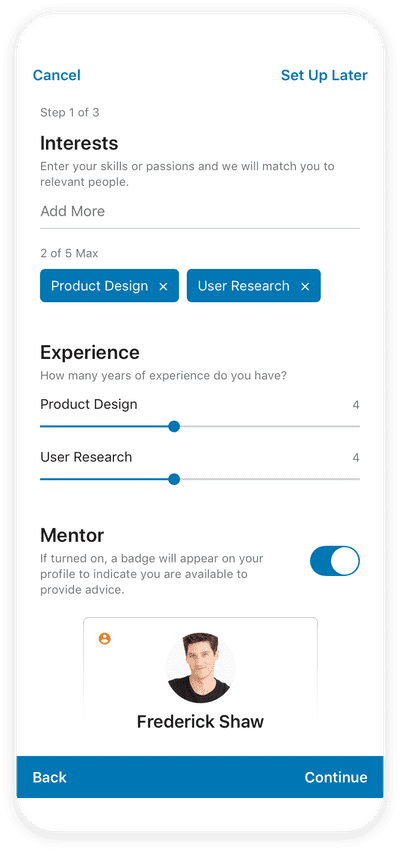 Cancel
Set Up Later
Step 1 of 3
Interests
Enter your skills or passions and we will match you to
relevant people.
Add More
2 of 5 Max
Product Design ×
User Research ×
Experience
How many years of experience do you have?
Product Design 4
User Research 4
Mentor
If turned on, a badge will appear on your
profile to indicate you are available to
provide advice.
Frederick Shaw
Back
Continue